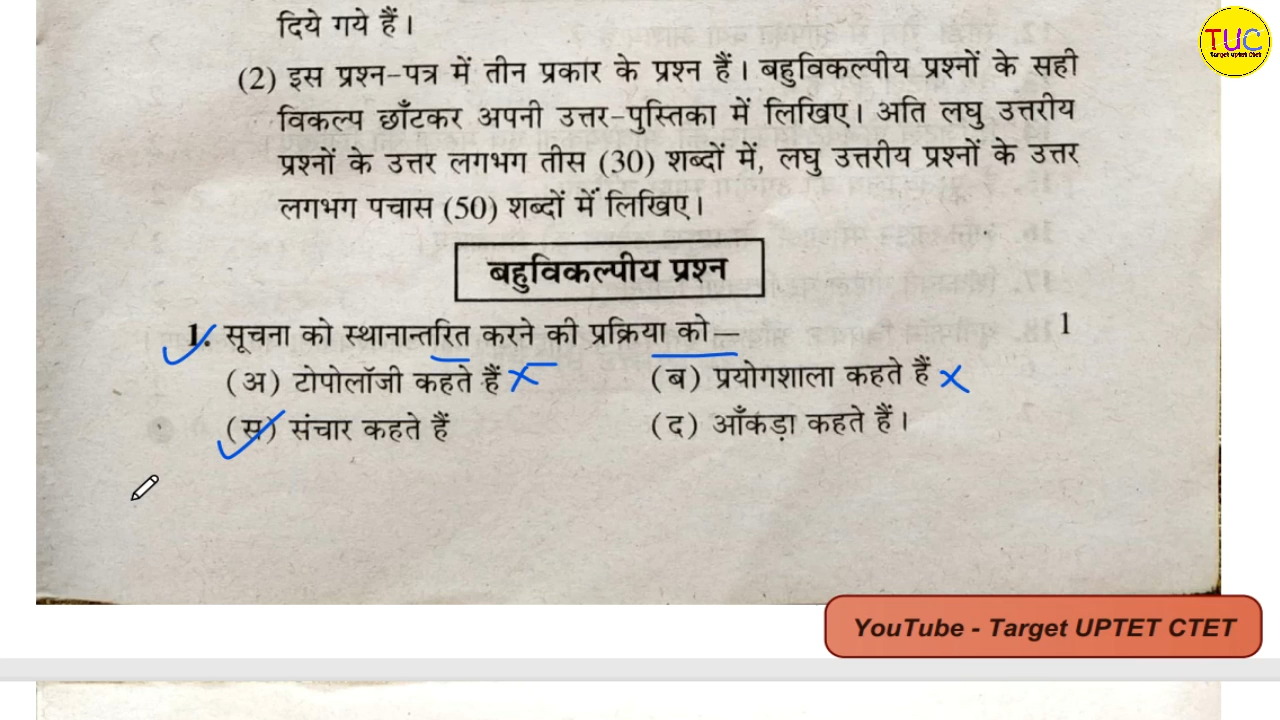 दिये गये हैं।
TUC
Target Uptet Ctet
(2) इस प्रश्न-पत्र में तीन प्रकार के प्रश्न हैं। बहुविकल्पीय प्रश्नों के सही
विकल्प छाँटकर अपनी उत्तर-पुस्तिका में लिखिए। अति लघु उत्तरीय
प्रश्नों के उत्तर लगभग तीस (30) शब्दों में, लघु उत्तरीय प्रश्नों के उत्तर
लगभग पचास (50) शब्दों में लिखिए।
बहुविकल्पीय प्रश्न
1. सूचना को स्थानान्तरित करने की प्रक्रिया को— 1
(अ) टोपोलॉजी कहते हैं (ब) प्रयोगशाला कहते हैं
(स) संचार कहते हैं (द) आँकड़ा कहते हैं।
YouTube - Target UPTET CTET